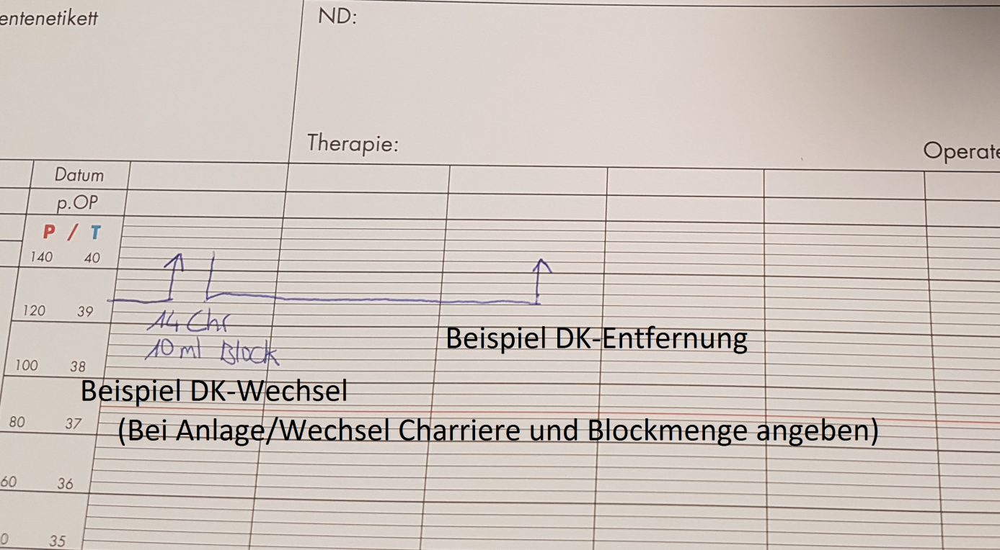 entenetikett
ND:
Therapie:
Operate
Datum
p.OP
P / T
140 40
120 39
14 Chr
10 ml Block
Beispiel DK-Entfernung
100 38
Beispiel DK-Wechsel
80 37
(Bei Anlage/Wechsel Charriere und Blockmenge angeben)
60 36
0 35